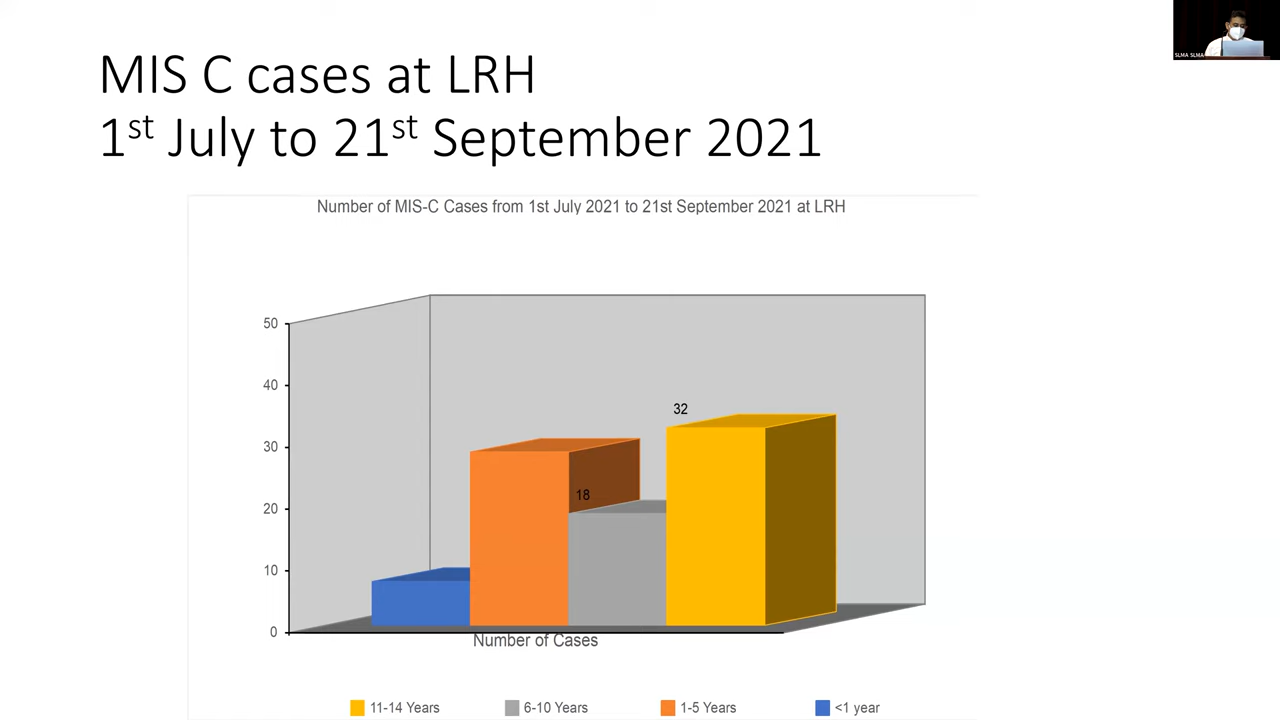 MIS C cases at LRH
1st July to 21st September 2021
SLMA SLMA
Number of MIS-C Cases from 1st July 2021 to 21st September 2021 at LRH
50
40
30
20
10
0
32
18
Number of Cases
11-14 Years 6-10 Years 1-5 Years <1 year